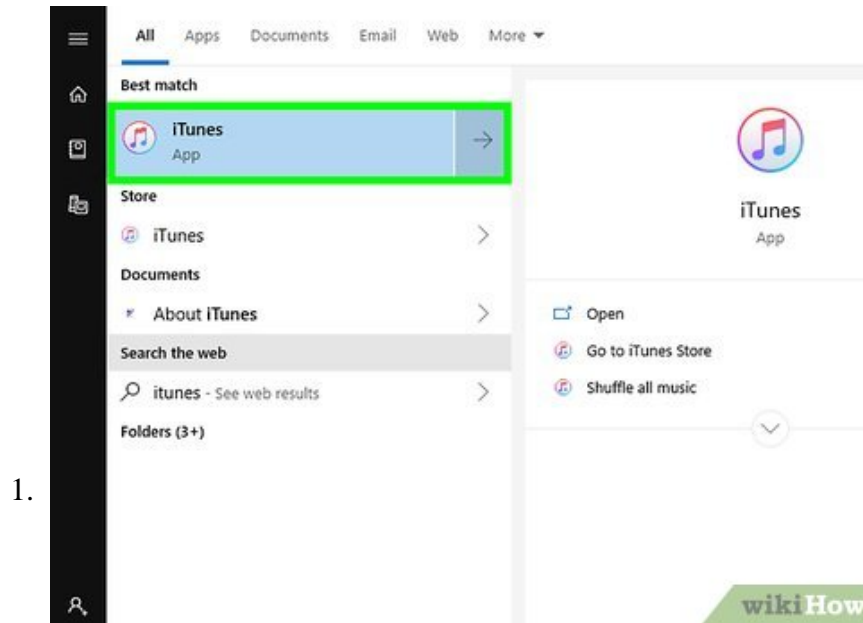 All Apps Documents Email Web More
Best match
iTunes
App
Store
iTunes
Documents
About iTunes
Search the web
itunes - See web results
Folders (3+)
iTunes
App
Open
Go to iTunes Store
Shuffle all music
1.
wikiHow